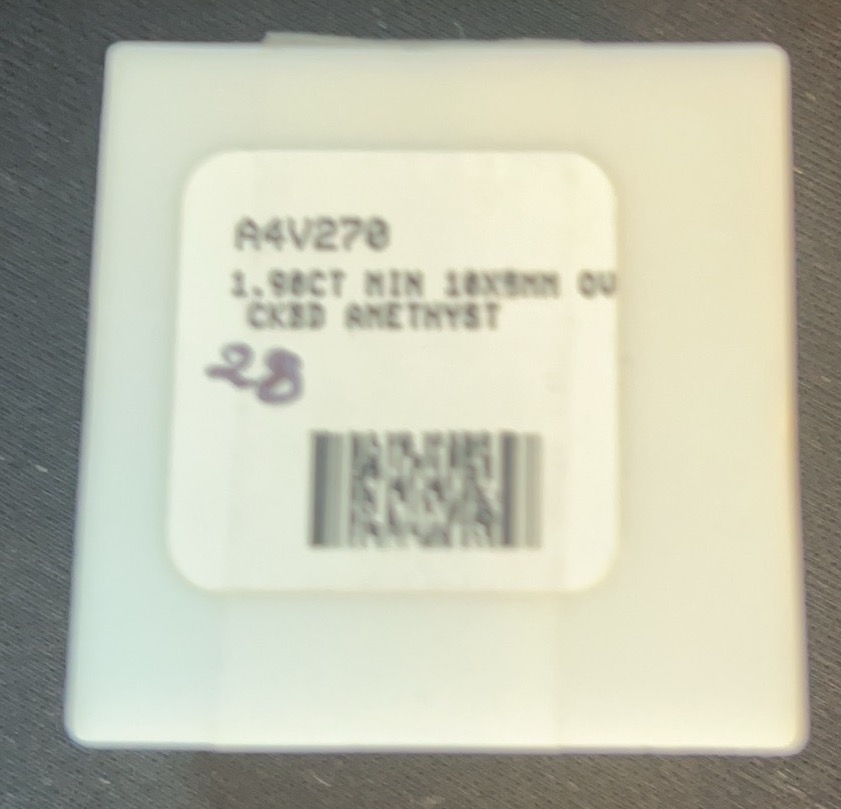 A4V270
1.90CT MIN 10X8MM OV
CKBD AMETHYST
28